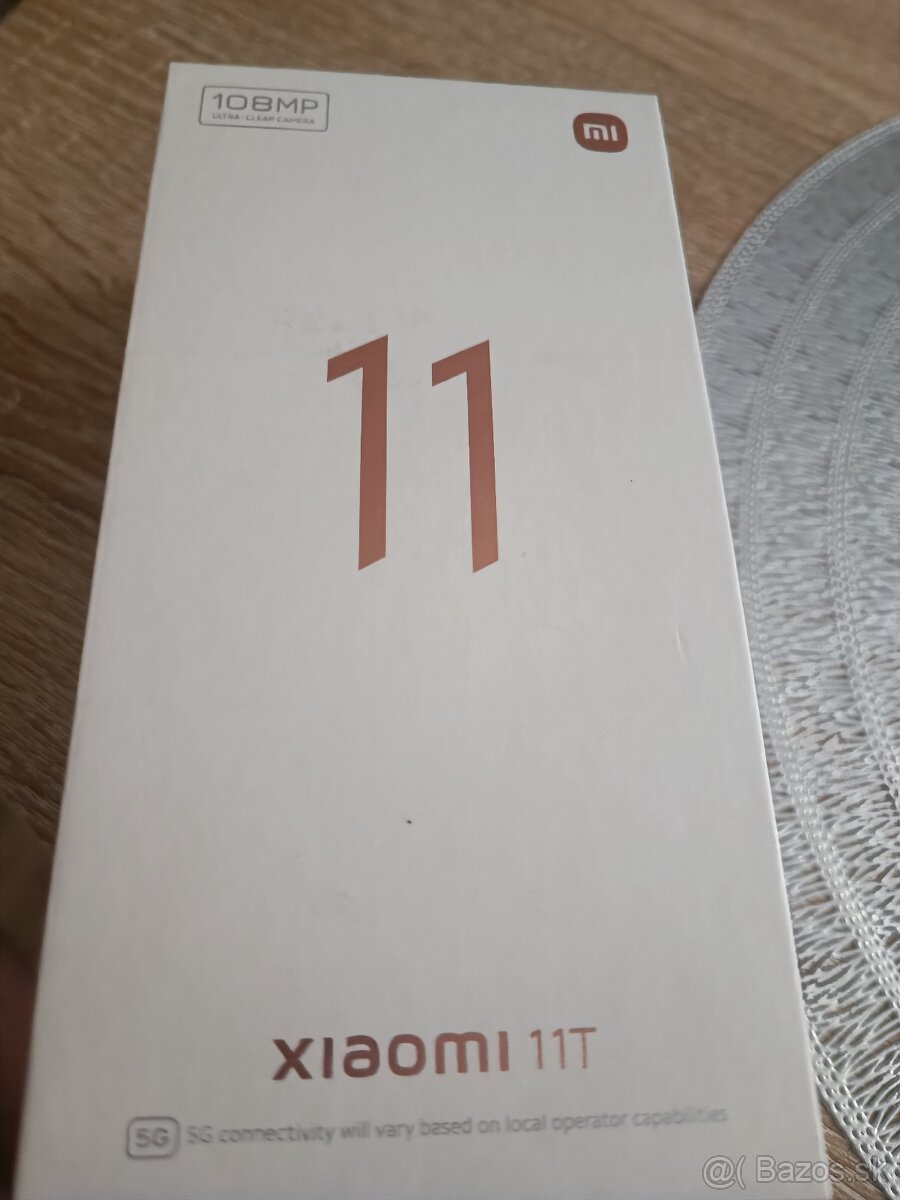 108MP
ULTRA-CLEAR CAMERA
mi
11
xiaomi 11T
5G 5G connectivity will vary based on local operator capabilities
@( Bazos.sk